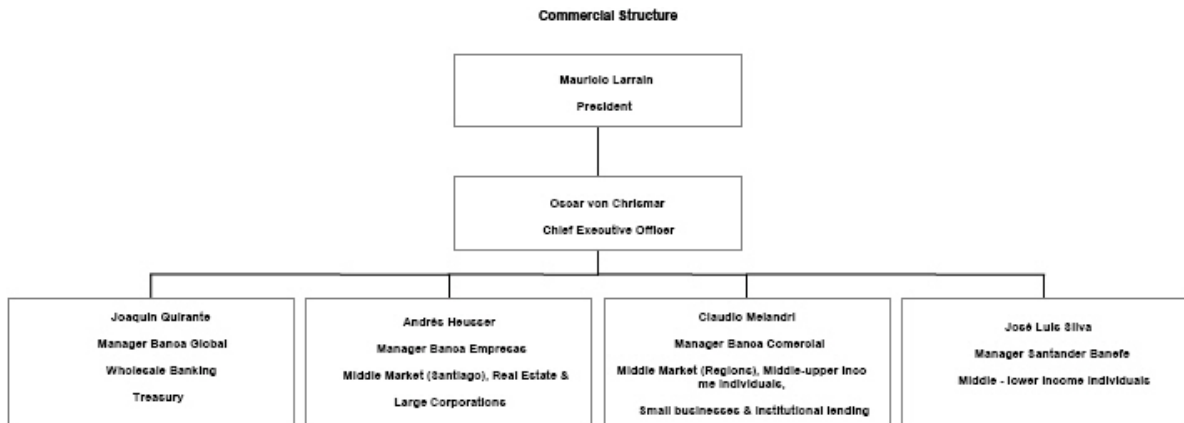 Commercial Structure
Mauricio Larrain
President
Oscar von Chrismar
Chief Executive Officer
Joaquin Quirante
Manager Banca Global
Wholesale Banking
Treasury
Andrés Heusser
Manager Banca Empresas
Middle Market (Santiago), Real Estate &
Large Corporations
Claudio Melandri
Manager Banca Comercial
Middle Market (Regions), Middle-upper inco
me individuals,
Small businesses & institutional lending
José Luis Silva
Manager Santander Banefe
Middle - lower income individuals